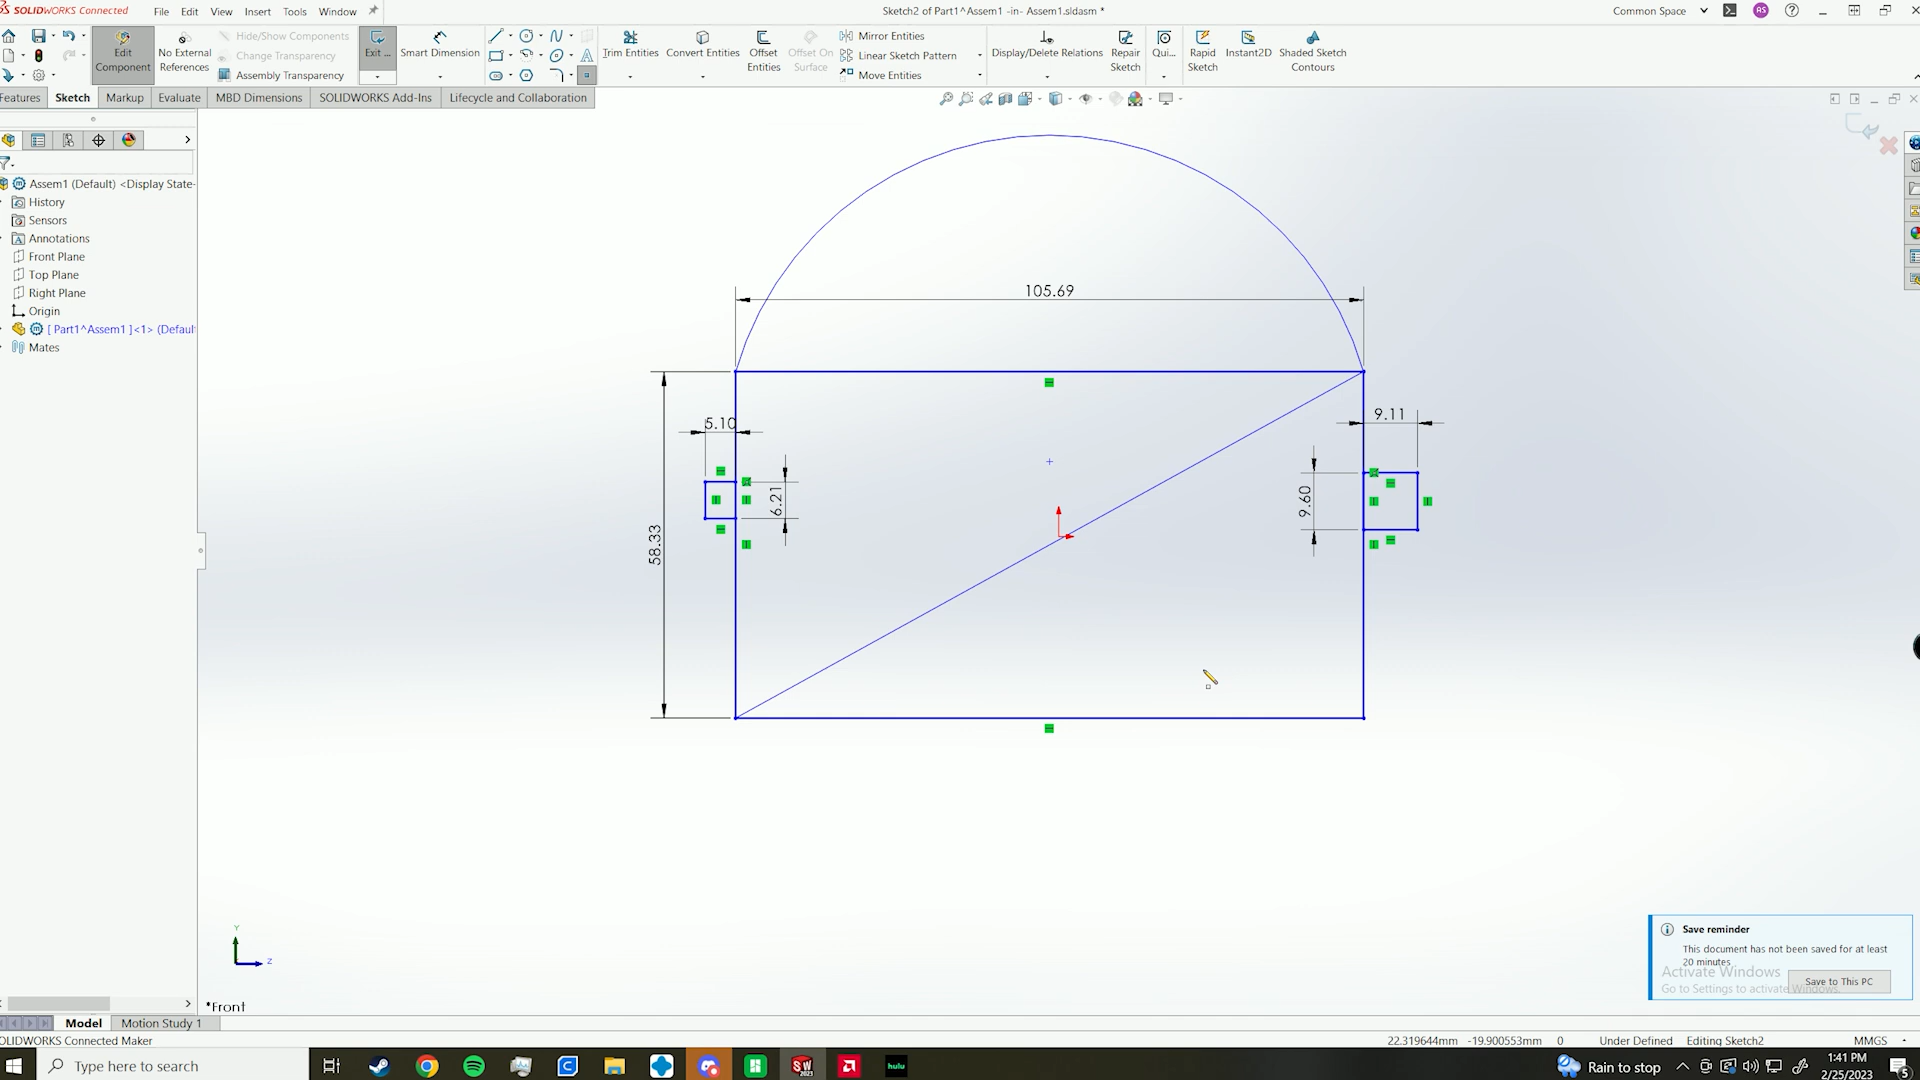 SOLIDWORKS Connected
File Edit View Insert Tools Window
Sketch2 of Part1^Assem1 -in- Assem1.sldasm *
Common Space
RS
Edit Component
No External References
Hide/Show Components
Change Transparency
Assembly Transparency
Exit ...
Smart Dimension
Trim Entities
Convert Entities
Offset Entities
Offset On Surface
Mirror Entities
Linear Sketch Pattern
Move Entities
Display/Delete Relations
Repair Sketch
Qui...
Rapid Sketch
Instant2D
Shaded Sketch Contours
Features Sketch Markup Evaluate MBD Dimensions SOLIDWORKS Add-Ins Lifecycle and Collaboration
Assem1 (Default) <Display State-
History
Sensors
Annotations
Front Plane
Top Plane
Right Plane
Origin
[ Part1^Assem1 ]<1> (Defaul
Mates
105.69
5.10
6.21
58.33
9.11
9.60
Y
Z
*Front
Save reminder
This document has not been saved for at least
20 minutes
Save to This PC
Activate Windows
Go to Settings to activate Windows.
Model Motion Study 1
OLIDWORKS Connected Maker
22.319644mm -19.900553mm 0 Under Defined Editing Sketch2 MMGS
Type here to search
SW
2023
hulu
Rain to stop
1:41 PM
2/25/2023
5